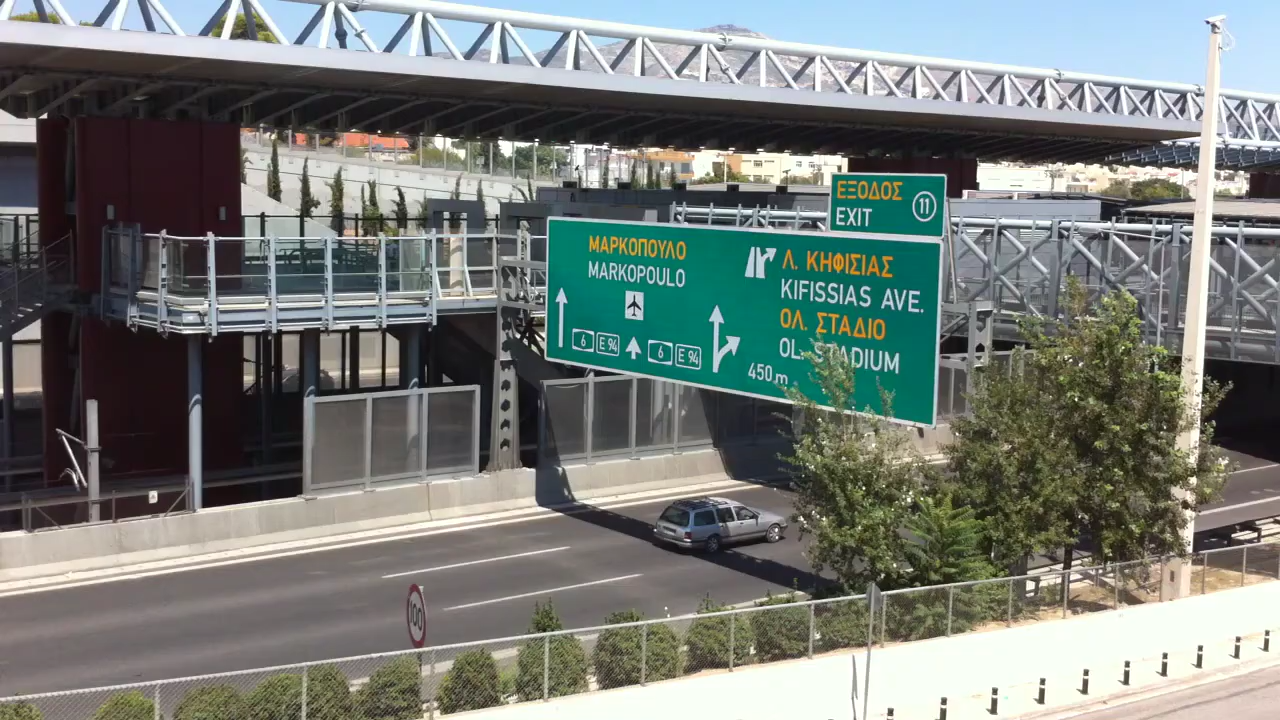 ΕΞΟΔΟΣ
EXIT
11
ΜΑΡΚΟΠΟΥΛΟ
MARKOPOULO
6 E 94
6 E 94
Λ. ΚΗΦΙΣΙΑΣ
KIFISSIAS AVE.
ΟΛ. ΣΤΑΔΙΟ
OL. STADIUM
450 m
100